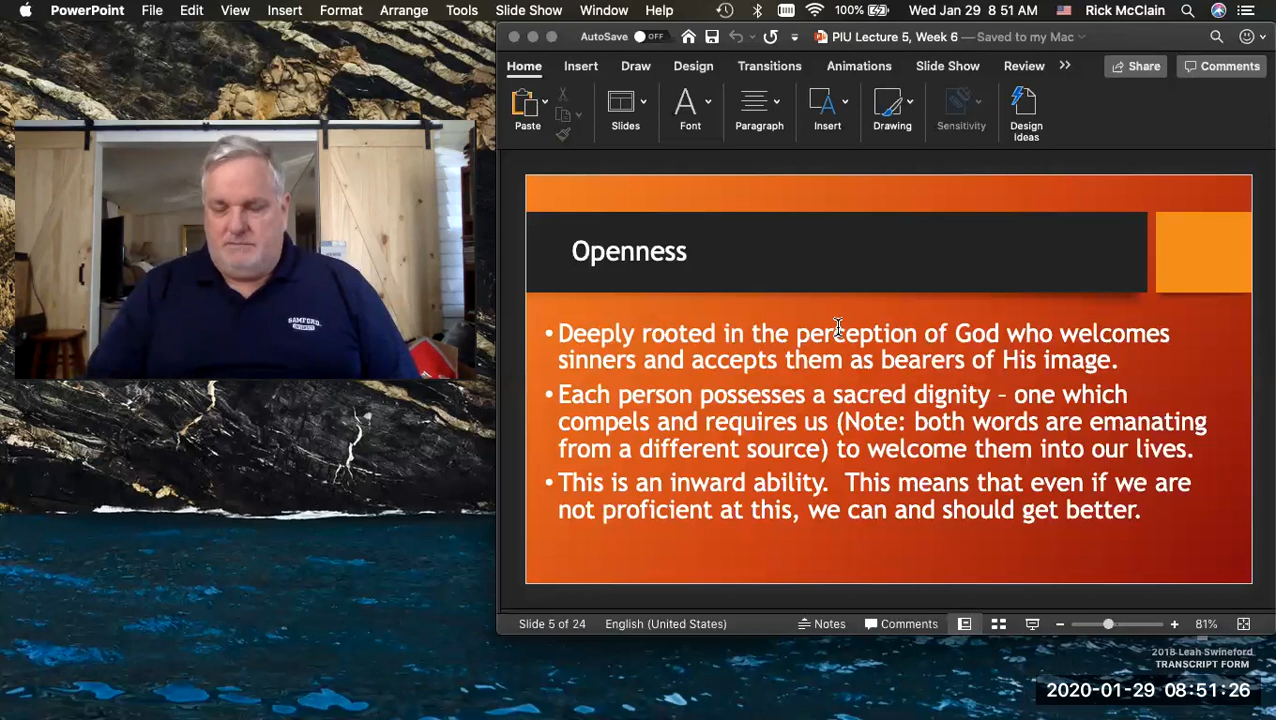 PowerPoint File Edit View Insert Format Arrange Tools Slide Show Window Help 100% Wed Jan 29 8 51 AM Rick McClain
AutoSave OFF PIU Lecture 5, Week 6 — Saved to my Mac
Home Insert Draw Design Transitions Animations Slide Show Review Share Comments
Paste Slides Font Paragraph Insert Drawing Sensitivity Design Ideas
Openness
• Deeply rooted in the perception of God who welcomes
sinners and accepts them as bearers of His image.
• Each person possesses a sacred dignity – one which
compels and requires us (Note: both words are emanating
from a different source) to welcome them into our lives.
• This is an inward ability. This means that even if we are
not proficient at this, we can and should get better.
SAMFORD
UNIVERSITY
Slide 5 of 24 English (United States) Notes Comments 81%
2018 Leah Swineford
TRANSCRIPT FORM
2020-01-29 08:51:26